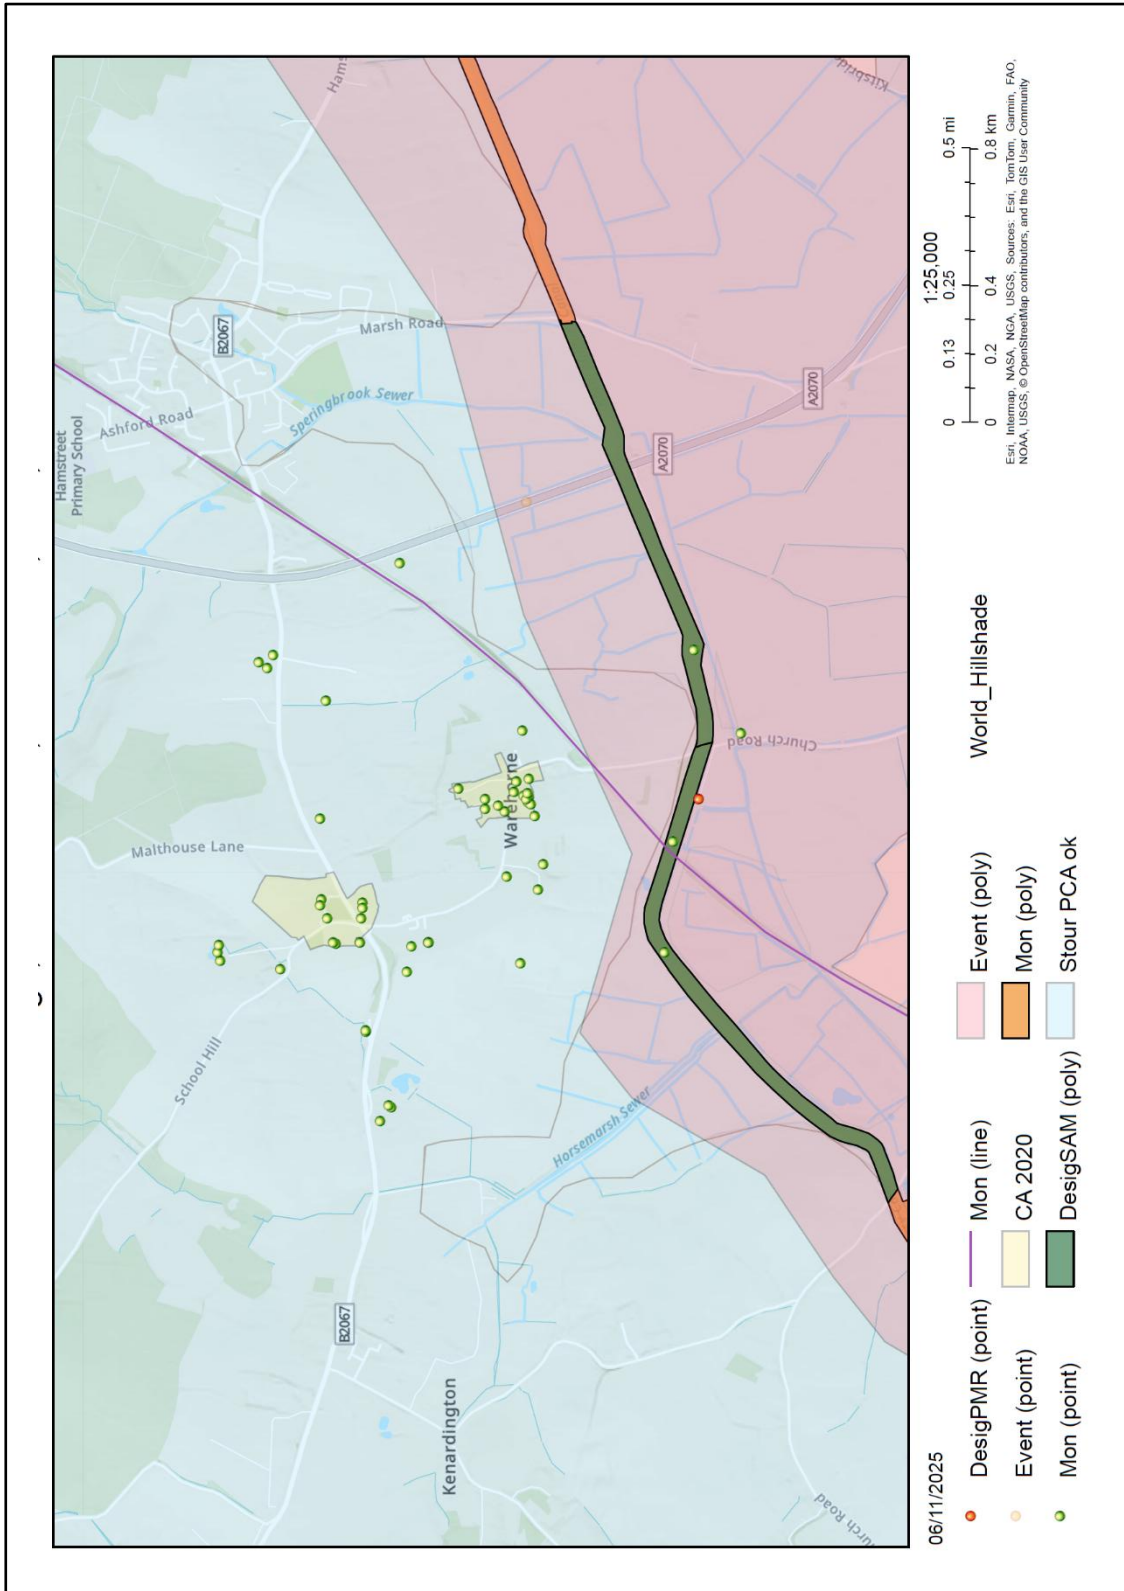 Hamstreet
Primary School
Hams
Ashford Road
B2067
Marsh Road
Speringbrook Sewer
Malthouse Lane
School Hill
Warehorne
A2070
A2070
Church Road
Horsemarsh Sewer
B2067
Kenardington
Church Road
Kitsbrid
06/11/2025
1:25,000
0 0.13 0.25 0.5 mi
0 0.2 0.4 0.8 km
Esri, Intermap, NASA, NGA, USGS, Sources: Esri, TomTom, Garmin, FAO,
NOAA, USGS, © OpenStreetMap contributors, and the GIS User Community
DesigPMR (point)
Event (point)
Mon (point)
Mon (line)
CA 2020
DesigSAM (poly)
Event (poly)
Mon (poly)
Stour PCA ok
World_Hillshade